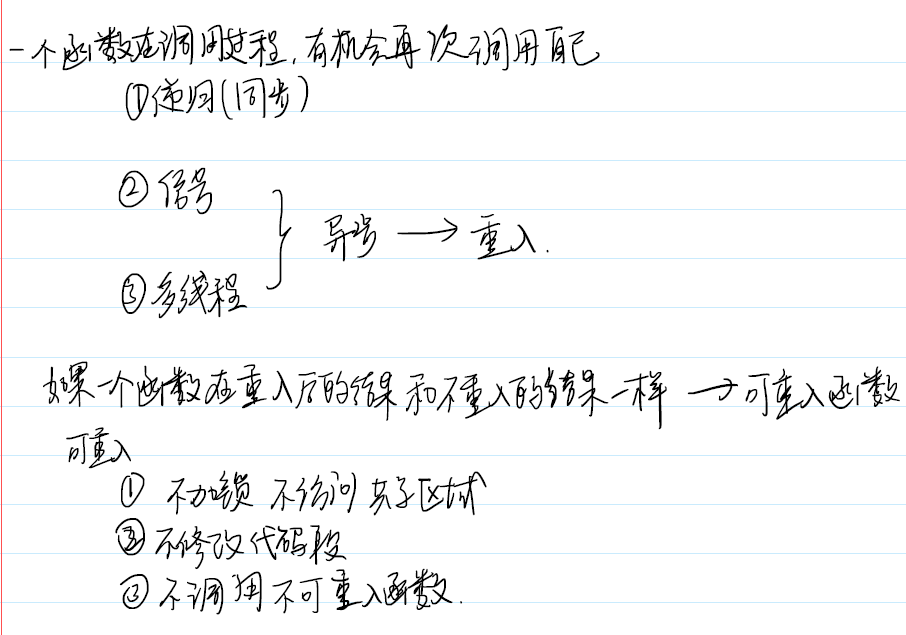 一个函数在调用过程,有机会再次调用自己
①递归(同步)
②信号
异步 → 重入.
③多线程
如果一个函数在重入后的结果和不重入的结果一样 → 可重入函数
可重入
① 不加锁 不访问共享区域
② 不修改代码段
③ 不调用不可重入函数.